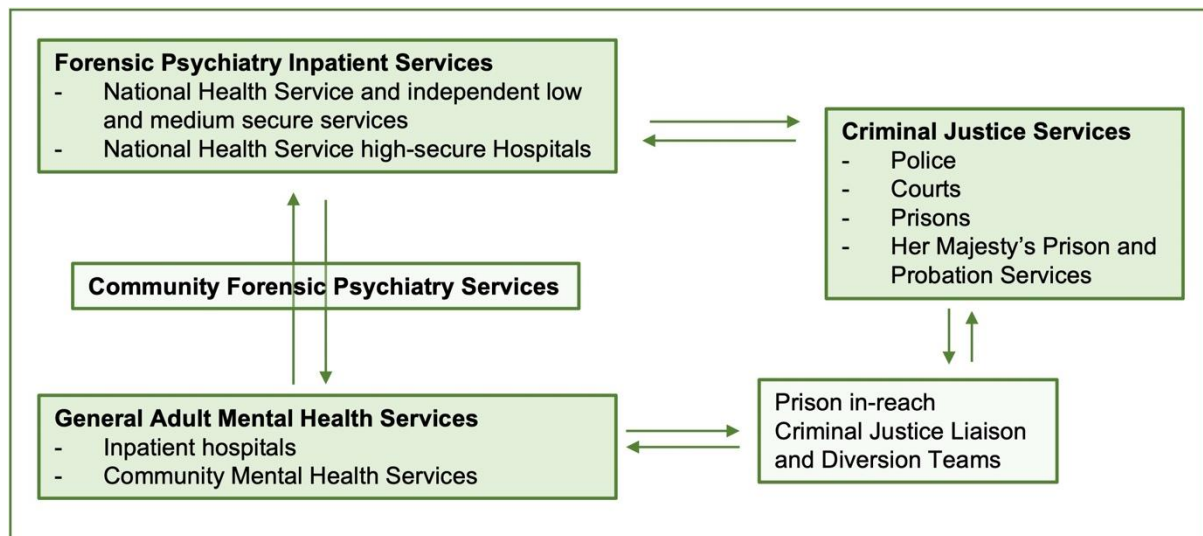 Forensic Psychiatry Inpatient Services
- National Health Service and independent low
and medium secure services
- National Health Service high-secure Hospitals
Criminal Justice Services
- Police
- Courts
- Prisons
- Her Majesty's Prison and
Probation Services
Community Forensic Psychiatry Services
General Adult Mental Health Services
- Inpatient hospitals
- Community Mental Health Services
Prison in-reach
Criminal Justice Liaison
and Diversion Teams